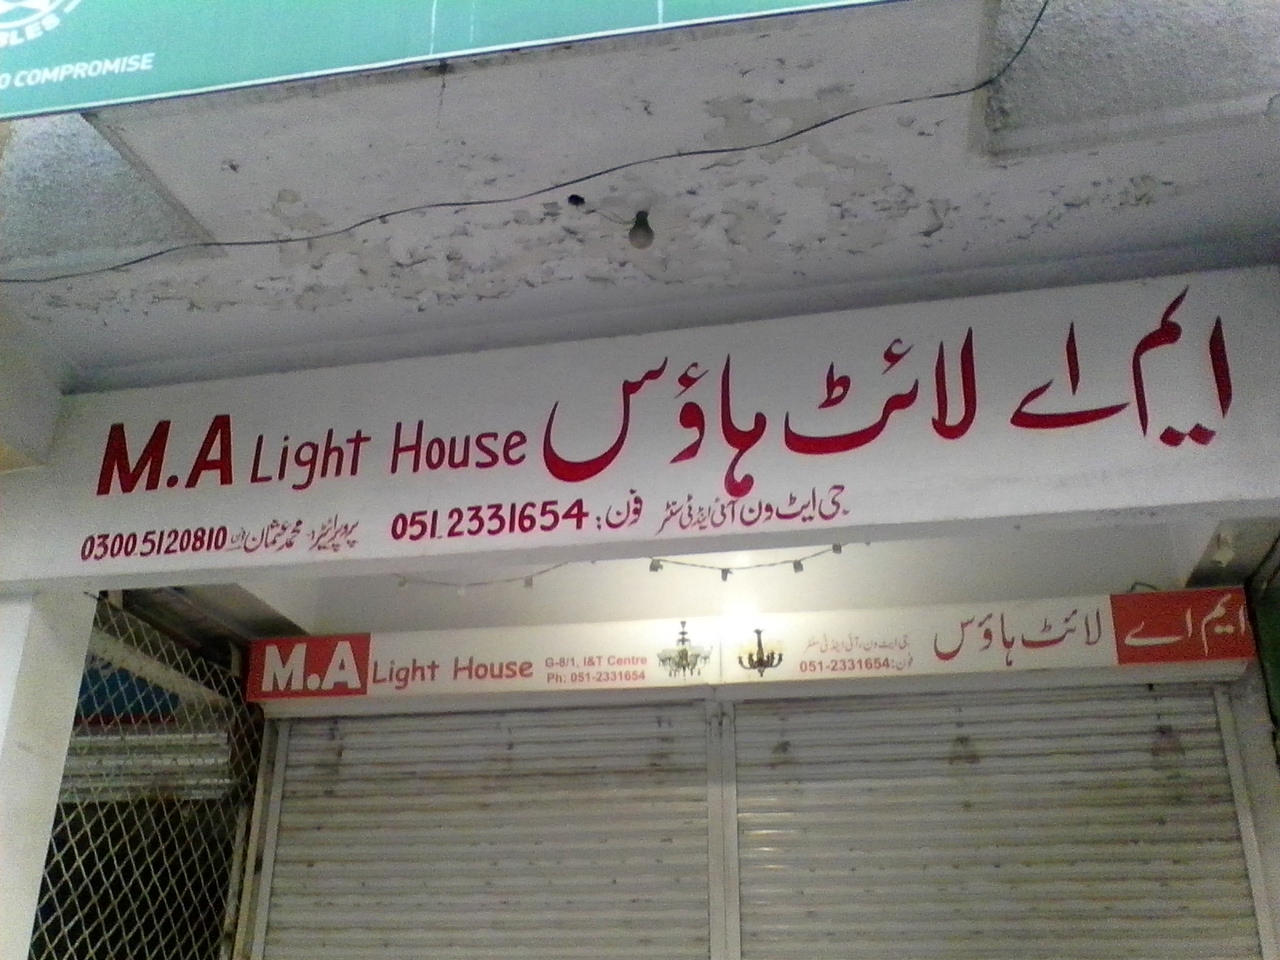 BLES
O COMPROMISE
ایم اے لائٹ ہاؤس M.A Light House
جی ایٹ ون آئی اینڈ ٹی سنٹر فون: 051.2331654
پروپرائیٹر: محمد عثمان 0300.5120810
M.A Light House
G-8/1, I&T Centre
Ph: 051-2331654
ایم اے لائٹ ہاؤس
جی ایٹ ون، آئی اینڈ ٹی سنٹر
فون: 051-2331654